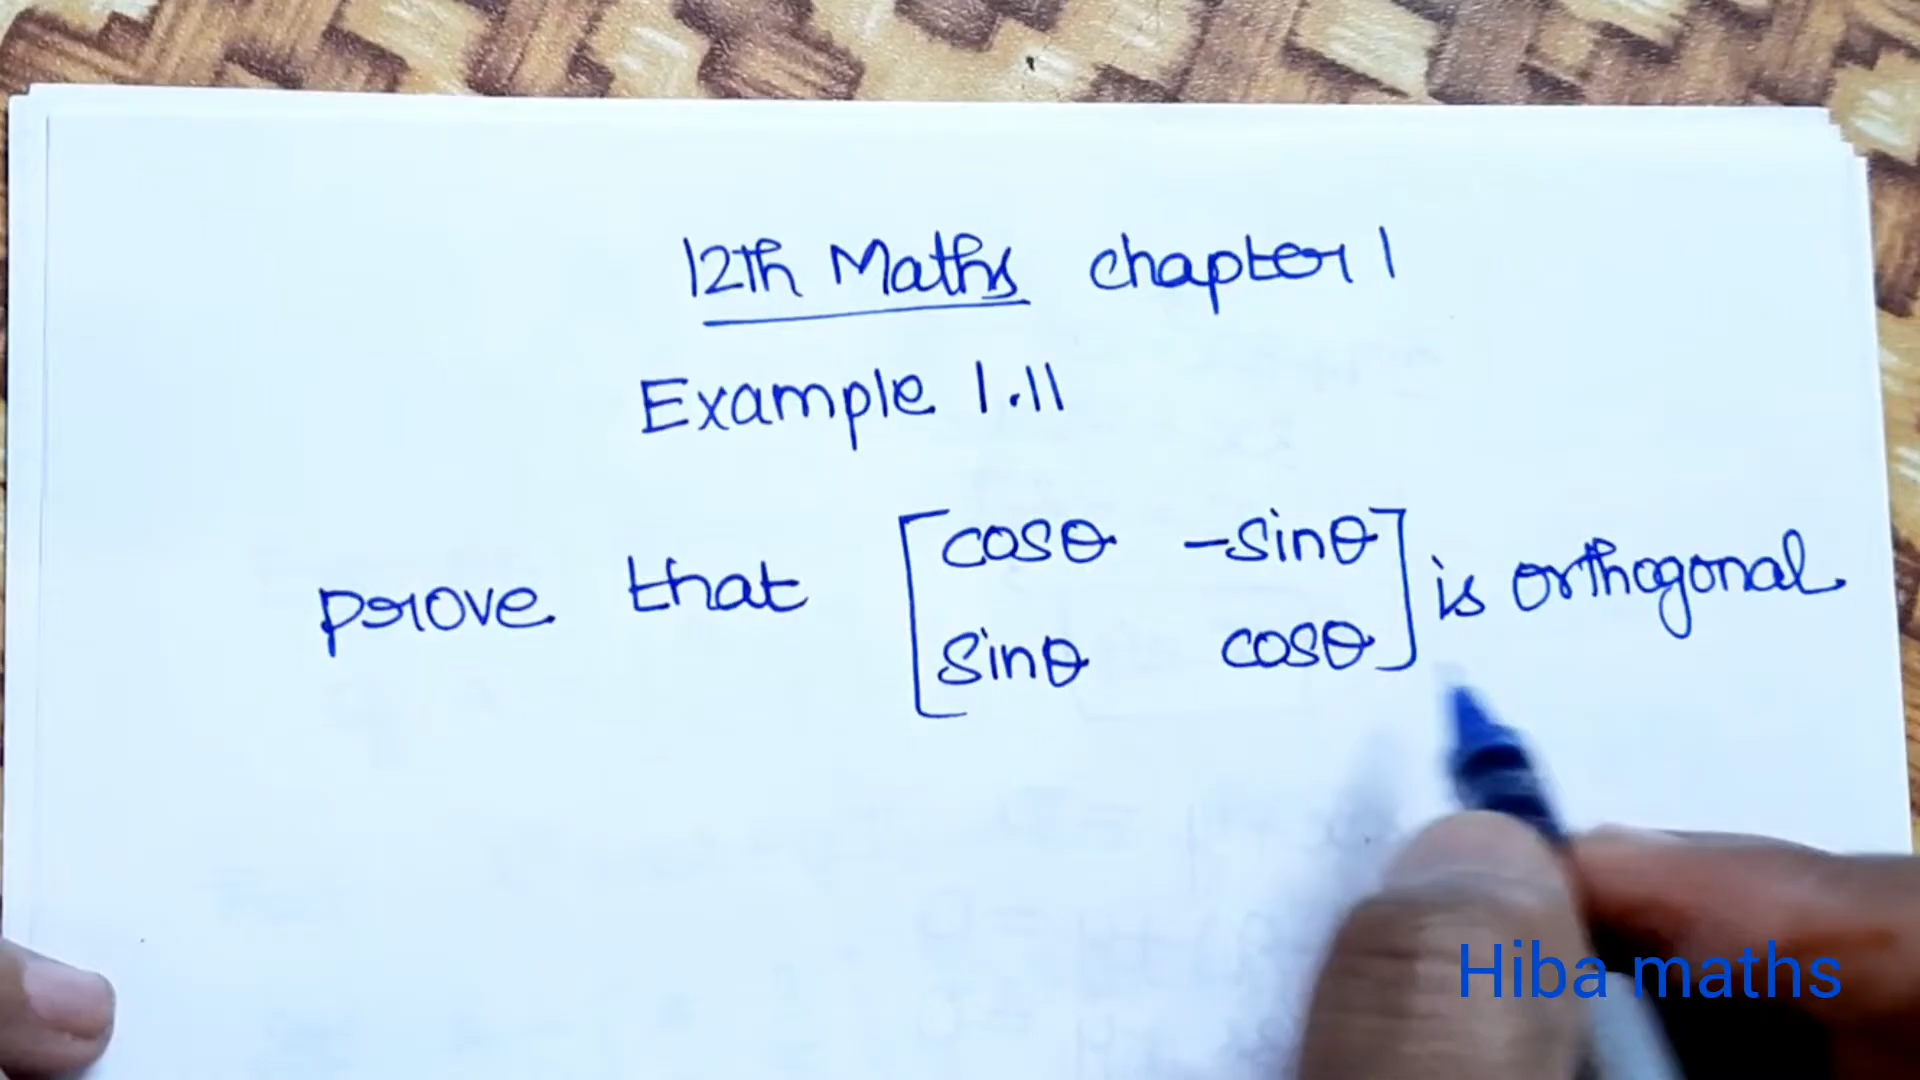 12th Maths chapter 1
Example 1.11
prove that [cosθ -sinθ] is orthogonal
[sinθ cosθ]
Hiba maths